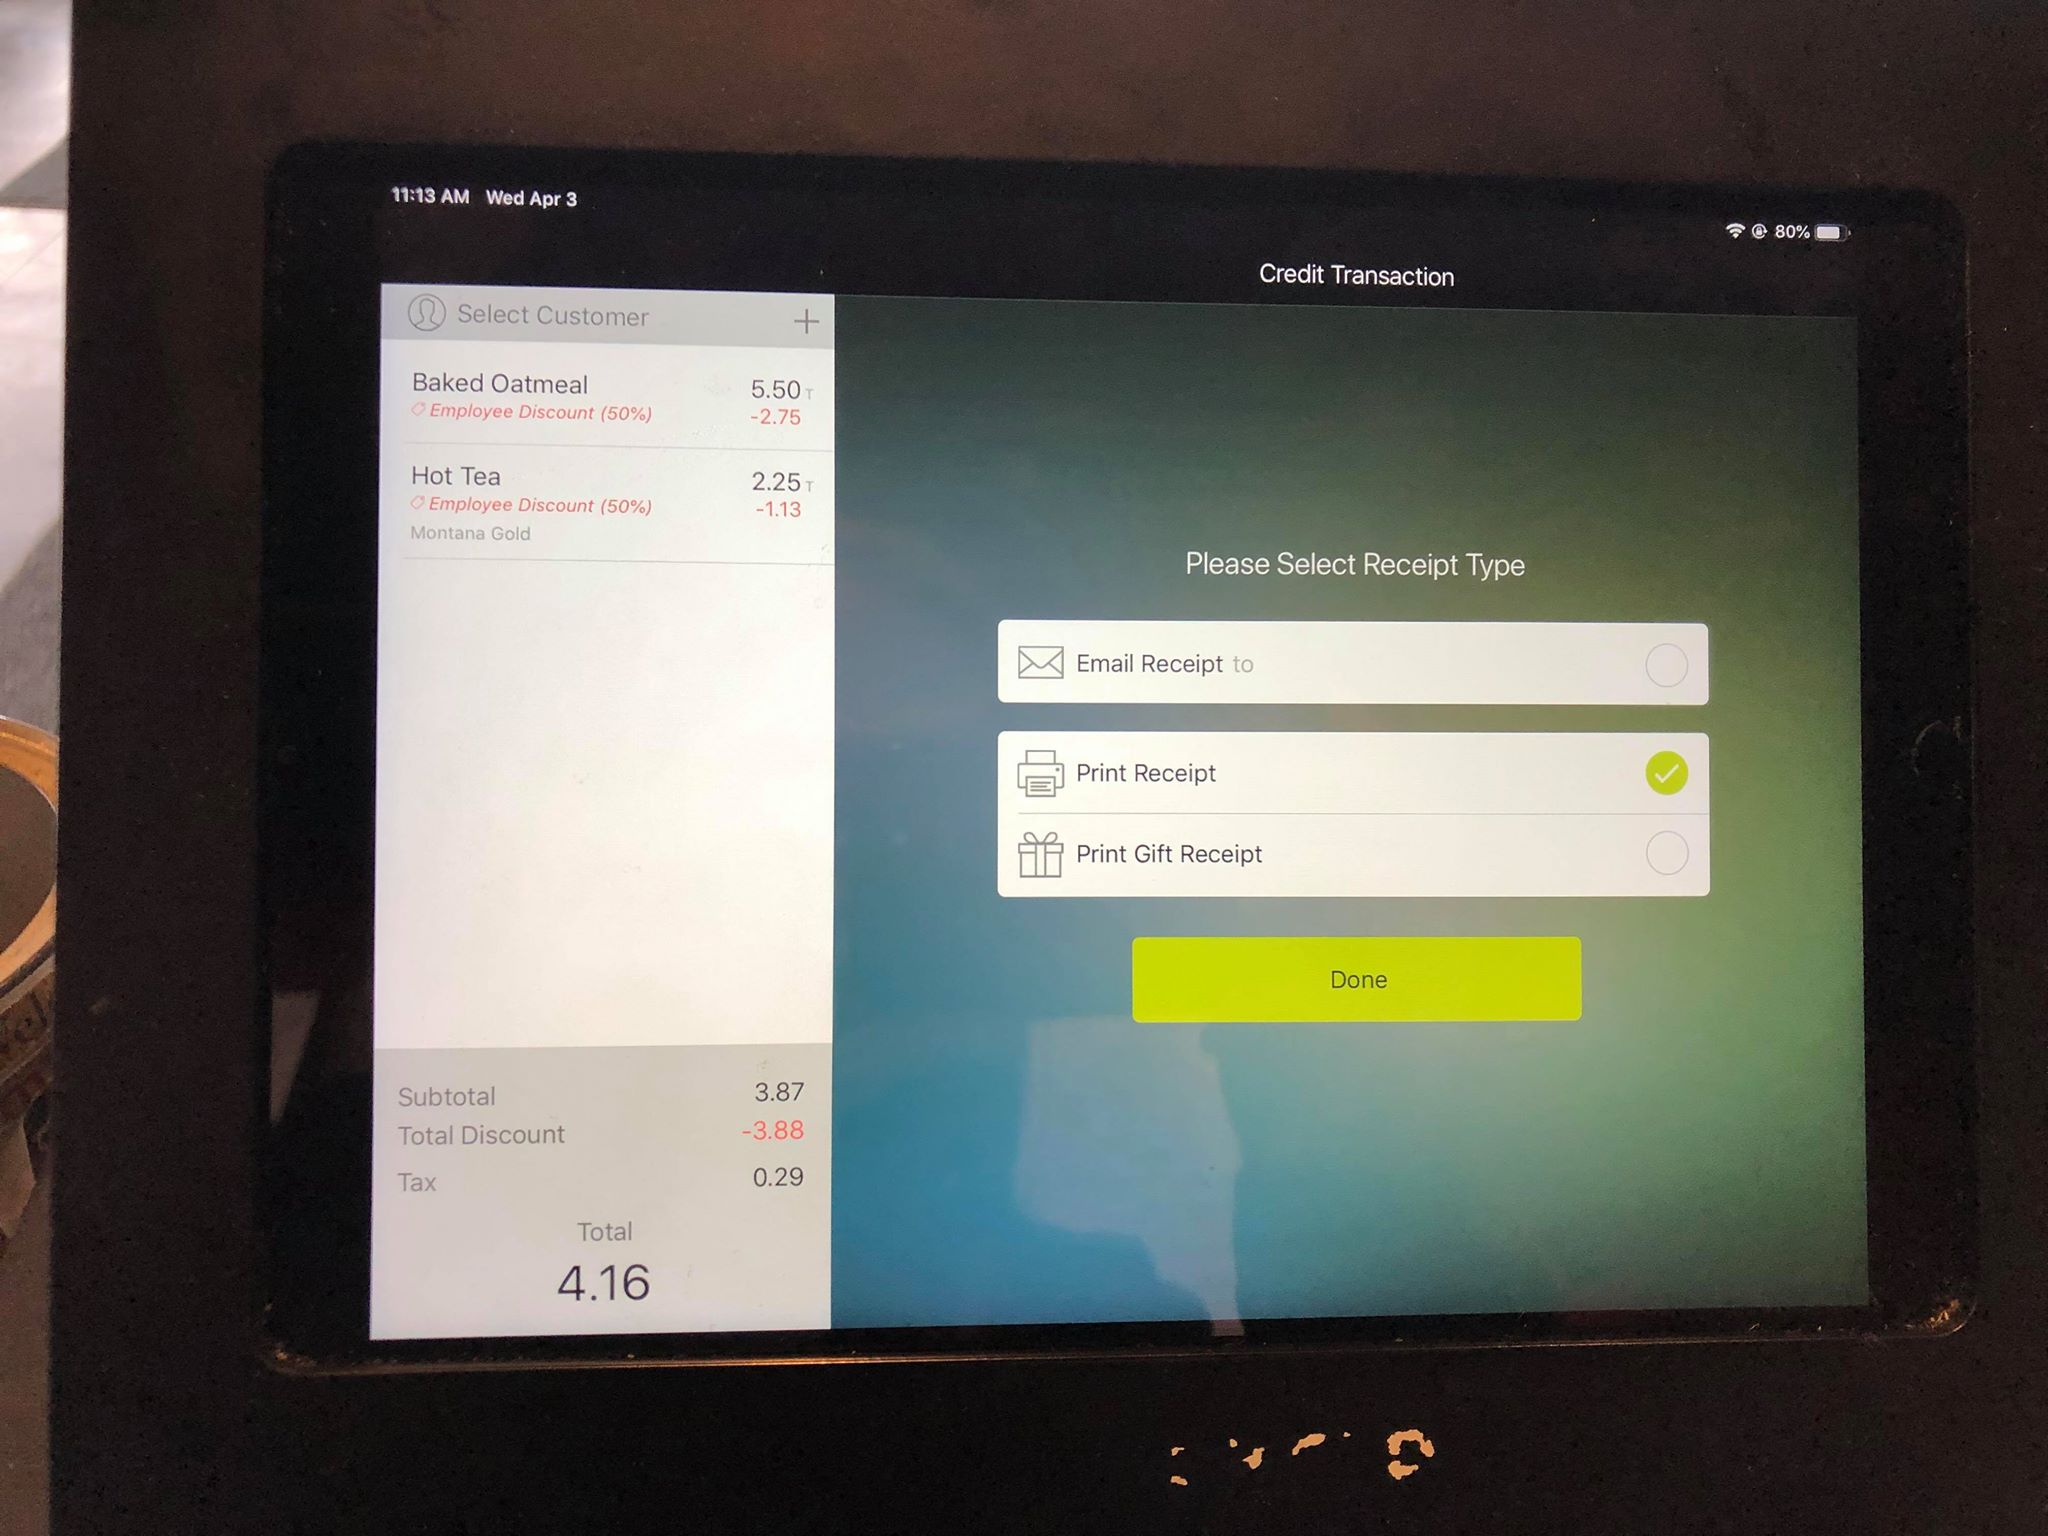 11:13 AM Wed Apr 3
80%
Credit Transaction
Select Customer +
Baked Oatmeal 5.50 T
Employee Discount (50%) -2.75
Hot Tea 2.25 T
Employee Discount (50%) -1.13
Montana Gold
Subtotal 3.87
Total Discount -3.88
Tax 0.29
Total
4.16
Please Select Receipt Type
Email Receipt to
Print Receipt
Print Gift Receipt
Done